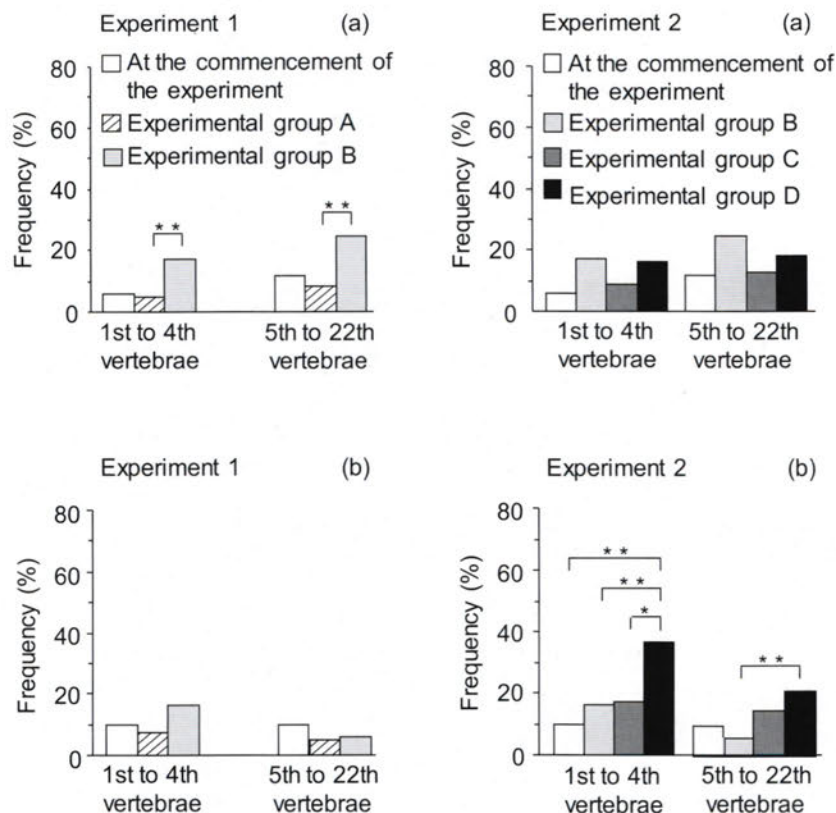 Experiment 1 (a)
80
60
40
20
0
Frequency (%)
At the commencement of
the experiment
Experimental group A
Experimental group B
* *
* *
1st to 4th
vertebrae
5th to 22th
vertebrae
Experiment 2 (a)
80
60
40
20
0
Frequency (%)
At the commencement of
the experiment
Experimental group B
Experimental group C
Experimental group D
1st to 4th
vertebrae
5th to 22th
vertebrae
Experiment 1 (b)
80
60
40
20
0
Frequency (%)
1st to 4th
vertebrae
5th to 22th
vertebrae
Experiment 2 (b)
80
60
40
20
0
Frequency (%)
* *
* *
*
* *
1st to 4th
vertebrae
5th to 22th
vertebrae